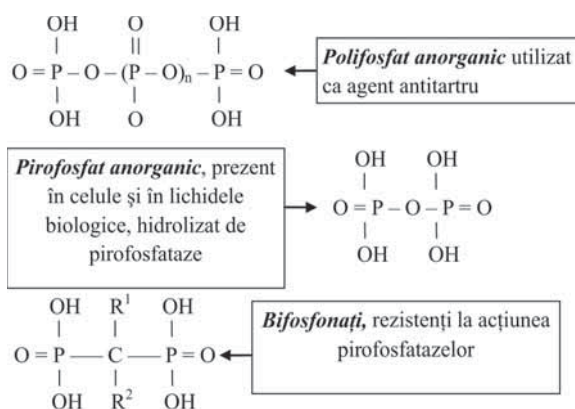 OH O OH
| || |
O = P – O – (P – O)n – P = O
| | |
OH O OH
Polifosfat anorganic utilizat
ca agent antitartru
Pirofosfat anorganic, prezent
în celule și în lichidele
biologice, hidrolizat de
pirofosfataze
OH OH
| |
O = P – O – P = O
| |
OH OH
OH R¹ OH
| | |
O = P — C — P = O
| | |
OH R² OH
Bifosfonați, rezistenți la acțiunea
pirofosfatazelor